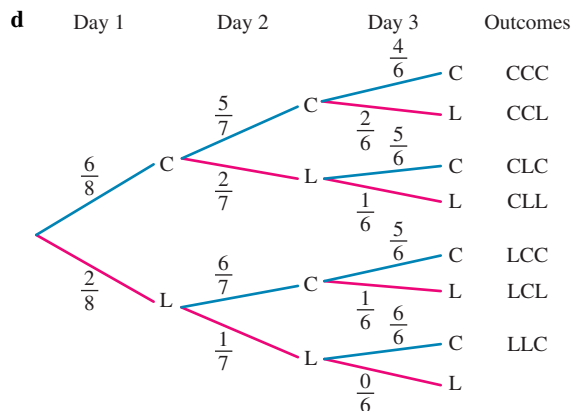 d Day 1 Day 2 Day 3 Outcomes
4/6 C CCC
5/7 C
2/6 L CCL
6/8 C
5/6 C CLC
2/7 L
1/6 L CLL
5/6 C LCC
6/7 C
2/8 L
1/6 L LCL
6/6 C LLC
1/7 L
0/6 L